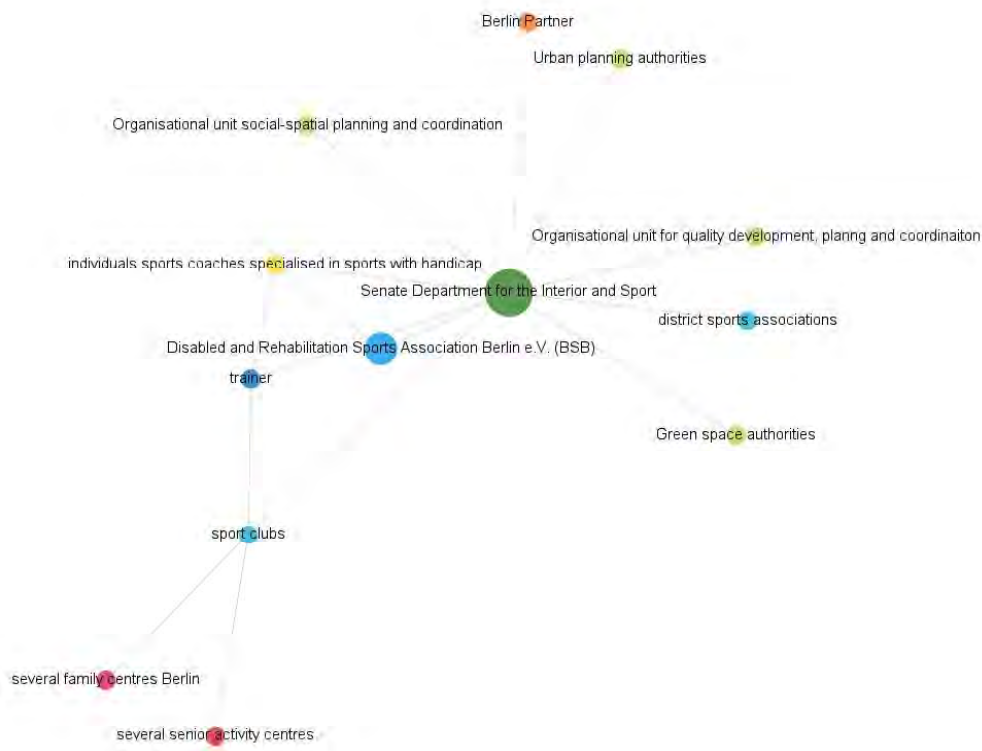 Berlin Partner
Urban planning authorities
Organisational unit social-spatial planning and coordination
Organisational unit for quality development, planng and coordinaiton
individuals sports coaches specialised in sports with handicap
Senate Department for the Interior and Sport
district sports associations
Disabled and Rehabilitation Sports Association Berlin e.V. (BSB)
trainer
Green space authorities
sport clubs
several family centres Berlin
several senior activity centres